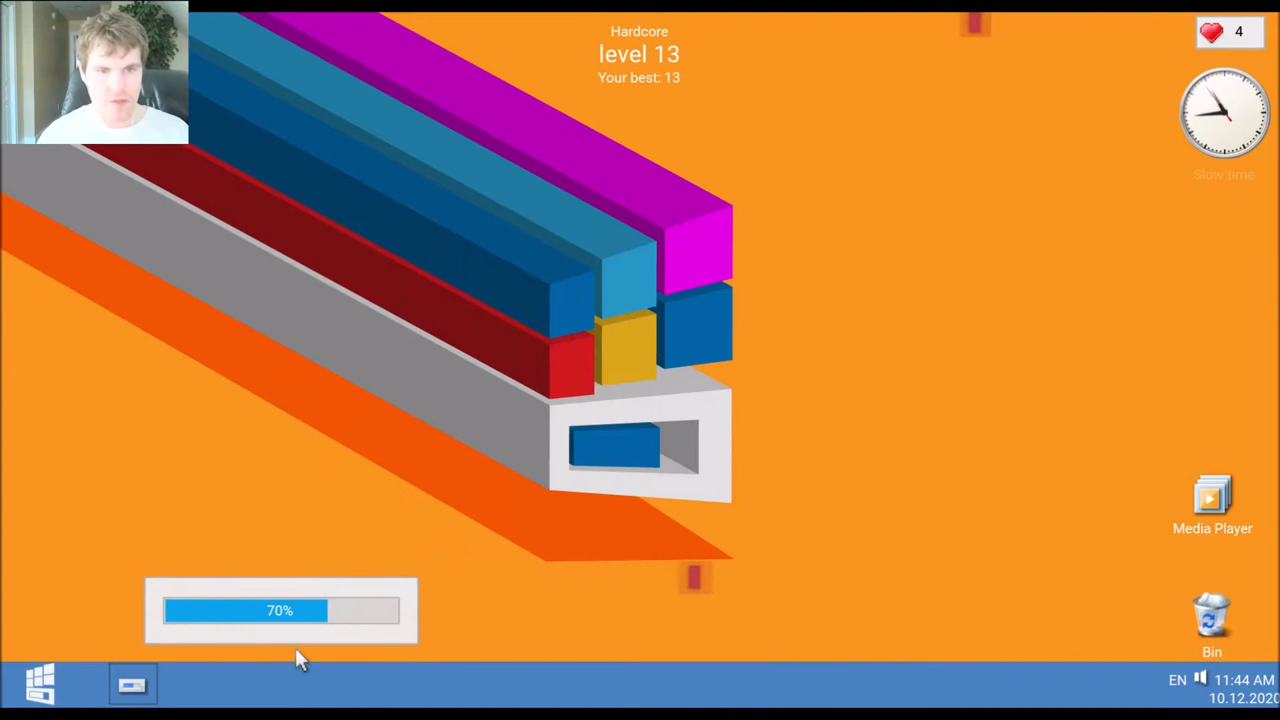 Hardcore
level 13
Your best: 13
4
Slow time
Media Player
70%
Bin
EN 11:44 AM
10.12.2020